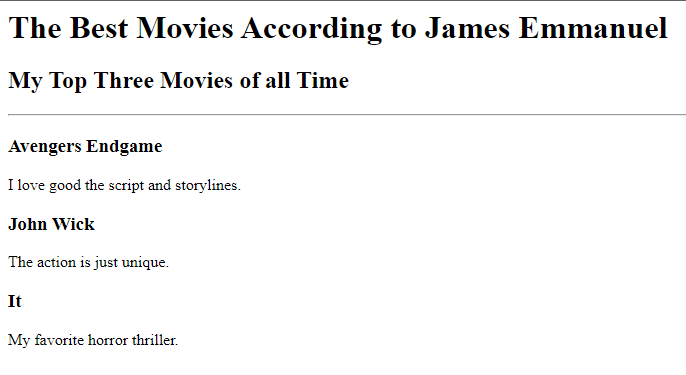 The Best Movies According to James Emmanuel
My Top Three Movies of all Time
Avengers Endgame
I love good the script and storylines.
John Wick
The action is just unique.
It
My favorite horror thriller.